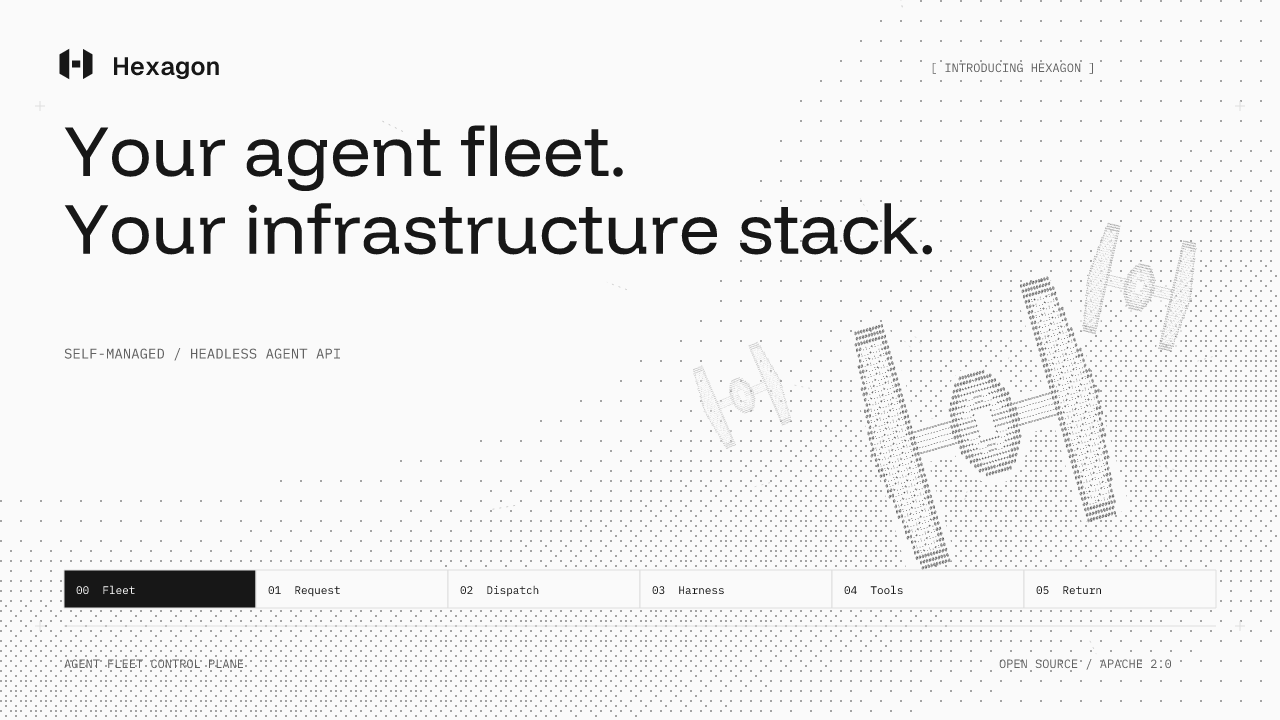 Hexagon
[ INTRODUCING HEXAGON ]
Your agent fleet.
Your infrastructure stack.
SELF-MANAGED / HEADLESS AGENT API
00 Fleet
01 Request
02 Dispatch
03 Harness
04 Tools
05 Return
AGENT FLEET CONTROL PLANE
OPEN SOURCE / APACHE 2.0